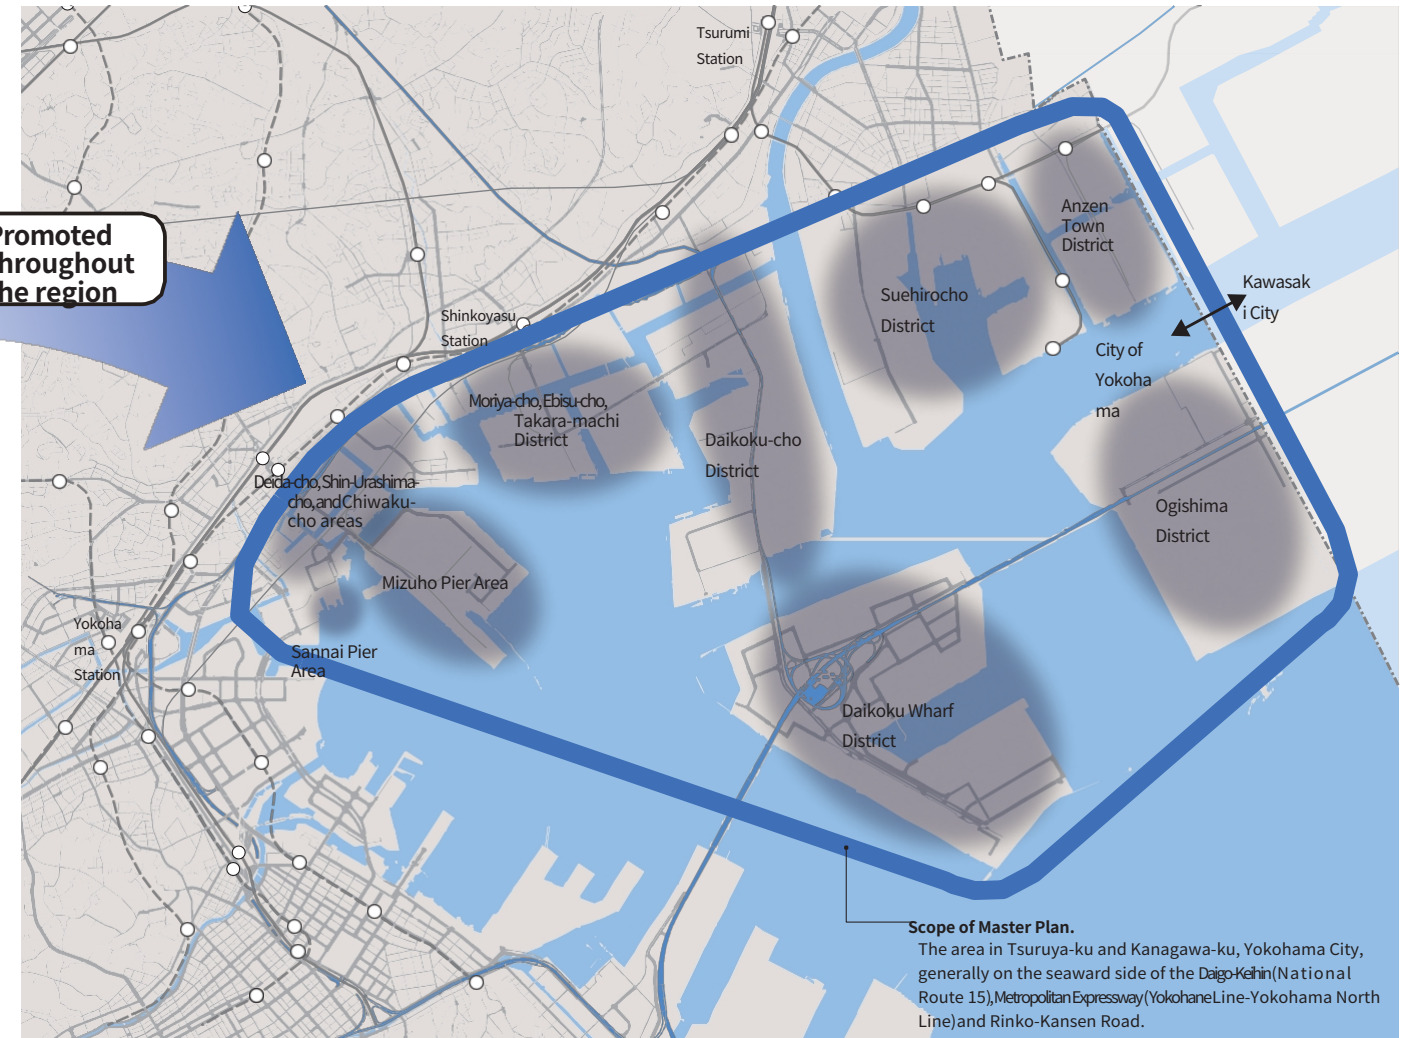 Tsurumi
Station
Promoted
hroughout
he region
Anzen
Town
District
Suehirocho
District
Kawasak
i City
Shinkoyasu
Station
City of
Yokoha
ma
Moriya-cho, Ebisu-cho,
Takara-machi
District
Daikoku-cho
District
Deida-cho, Shin-Urashima-
cho, and Chiwaku-
cho areas
Ogishima
District
Mizuho Pier Area
Yokoha
ma
Station
Sannai Pier
Area
Daikoku Wharf
District
Scope of Master Plan.
The area in Tsuruya-ku and Kanagawa-ku, Yokohama City,
generally on the seaward side of the Daigo-Keihin (National
Route 15), Metropolitan Expressway (Yokohane Line-Yokohama North
Line) and Rinko-Kansen Road.